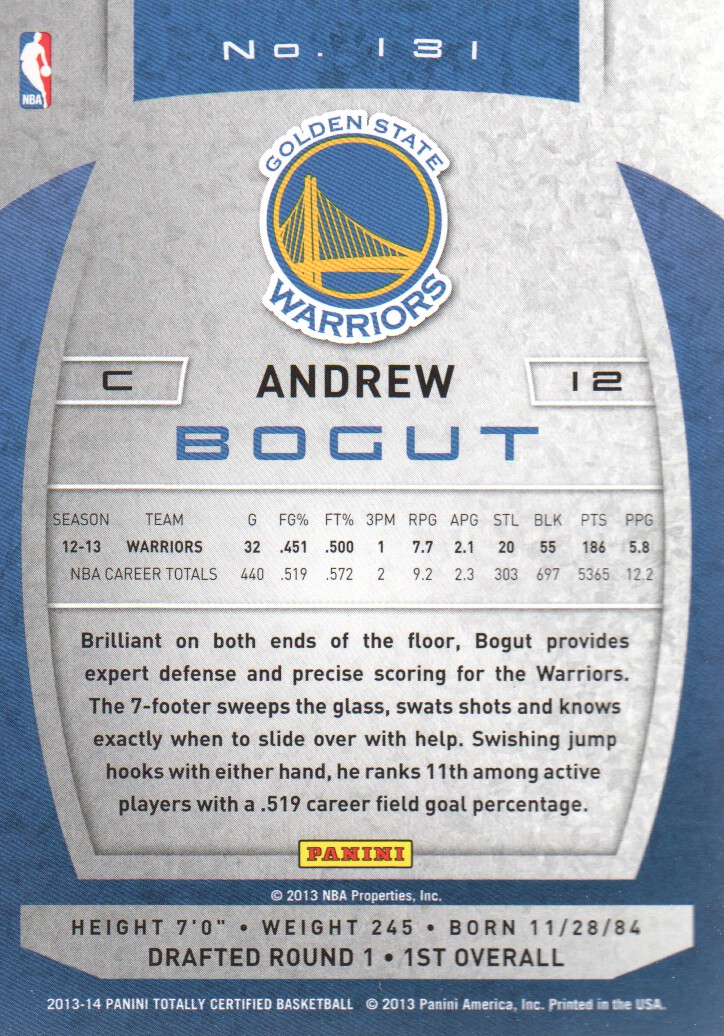 No. 131
NBA
GOLDEN STATE
WARRIORS
C ANDREW 12
BOGUT
SEASON TEAM G FG% FT% 3PM RPG APG STL BLK PTS PPG
12-13 WARRIORS 32 .451 .500 1 7.7 2.1 20 55 186 5.8
NBA CAREER TOTALS 440 .519 .572 2 9.2 2.3 303 697 5365 12.2
Brilliant on both ends of the floor, Bogut provides
expert defense and precise scoring for the Warriors.
The 7-footer sweeps the glass, swats shots and knows
exactly when to slide over with help. Swishing jump
hooks with either hand, he ranks 11th among active
players with a .519 career field goal percentage.
PANINI
© 2013 NBA Properties, Inc.
HEIGHT 7'0" • WEIGHT 245 • BORN 11/28/84
DRAFTED ROUND 1 • 1ST OVERALL
2013-14 PANINI TOTALLY CERTIFIED BASKETBALL © 2013 Panini America, Inc. Printed in the USA.